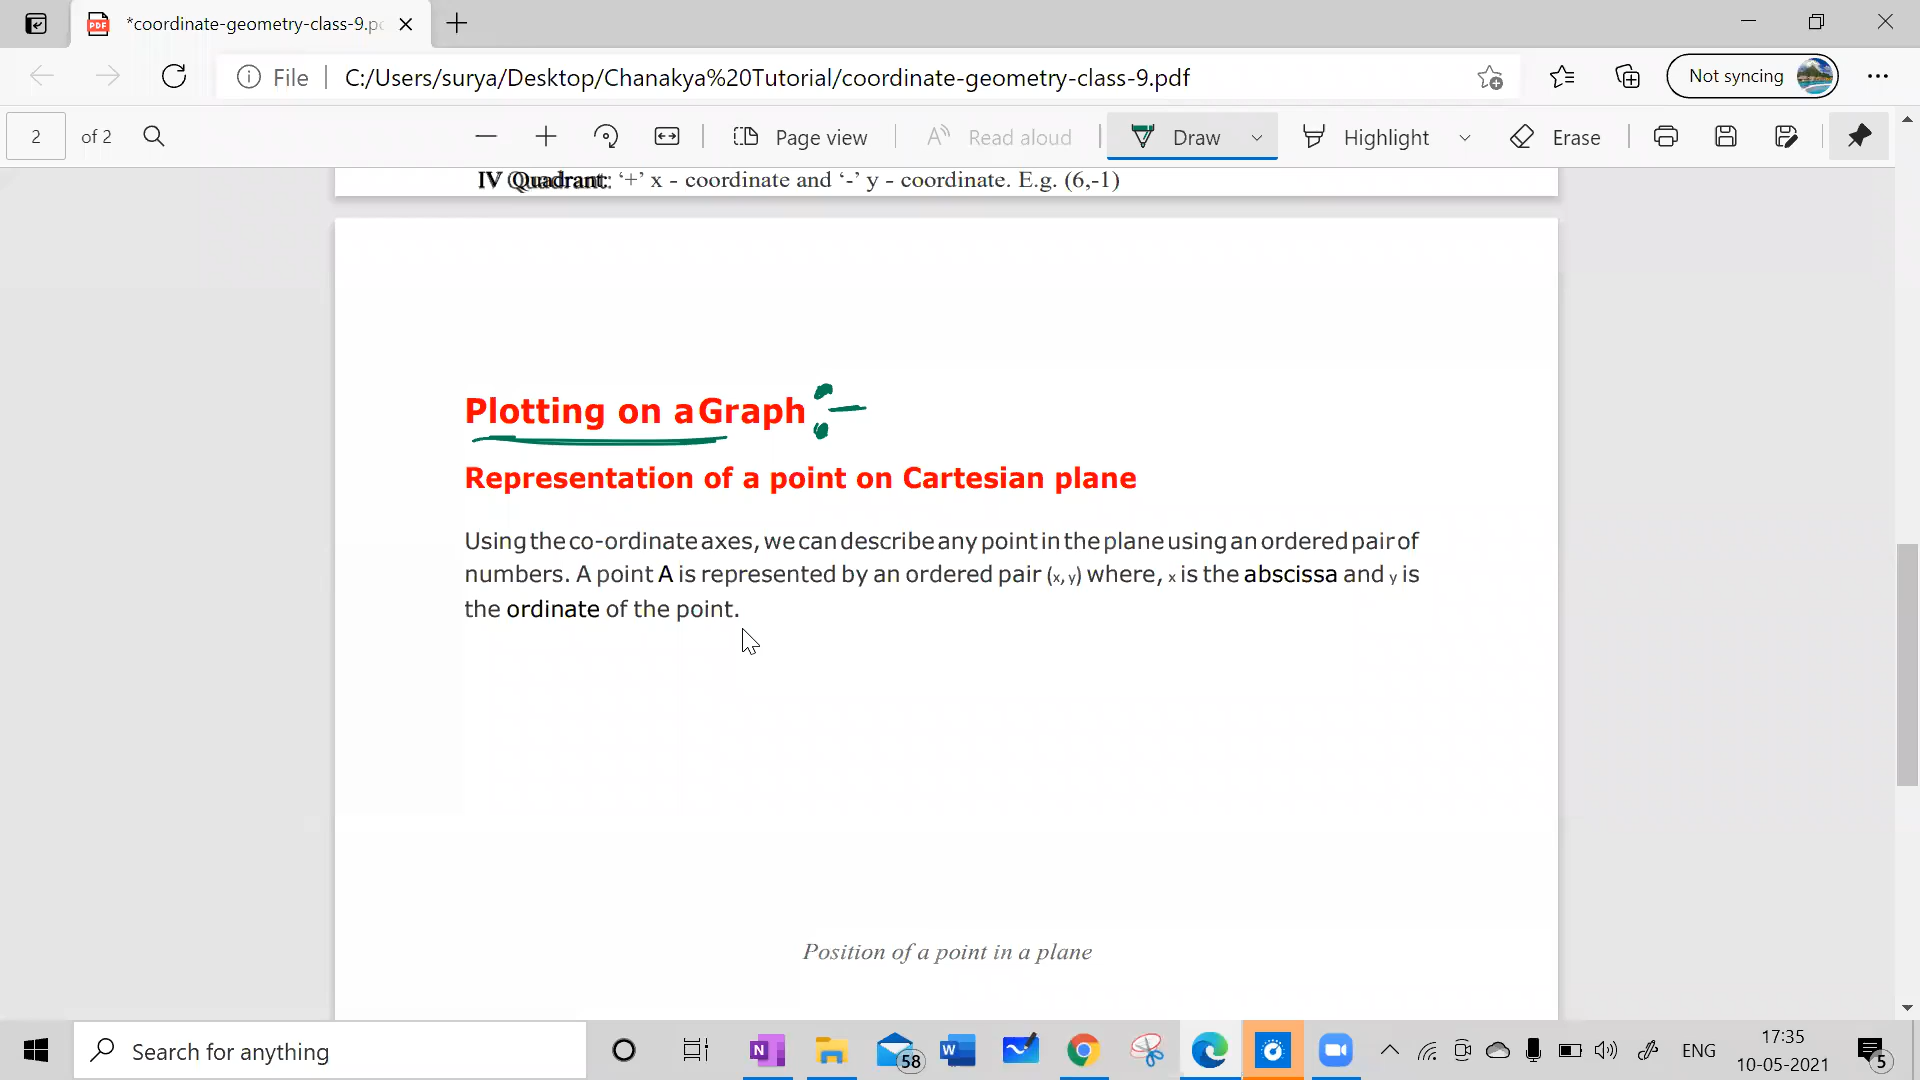 *coordinate-geometry-class-9.pd
File
C:/Users/surya/Desktop/Chanakya%20Tutorial/coordinate-geometry-class-9.pdf
Not syncing
2 of 2
Page view
Read aloud
Draw
Highlight
Erase
IV Quadrant: ‘+’ x - coordinate and ‘-’ y - coordinate. E.g. (6,-1)
Plotting on a Graph :-
Representation of a point on Cartesian plane
Using the co-ordinate axes, we can describe any point in the plane using an ordered pair of
numbers. A point A is represented by an ordered pair (x, y) where, x is the abscissa and y is
the ordinate of the point.
Position of a point in a plane
Search for anything
58
ENG
17:35
10-05-2021
5